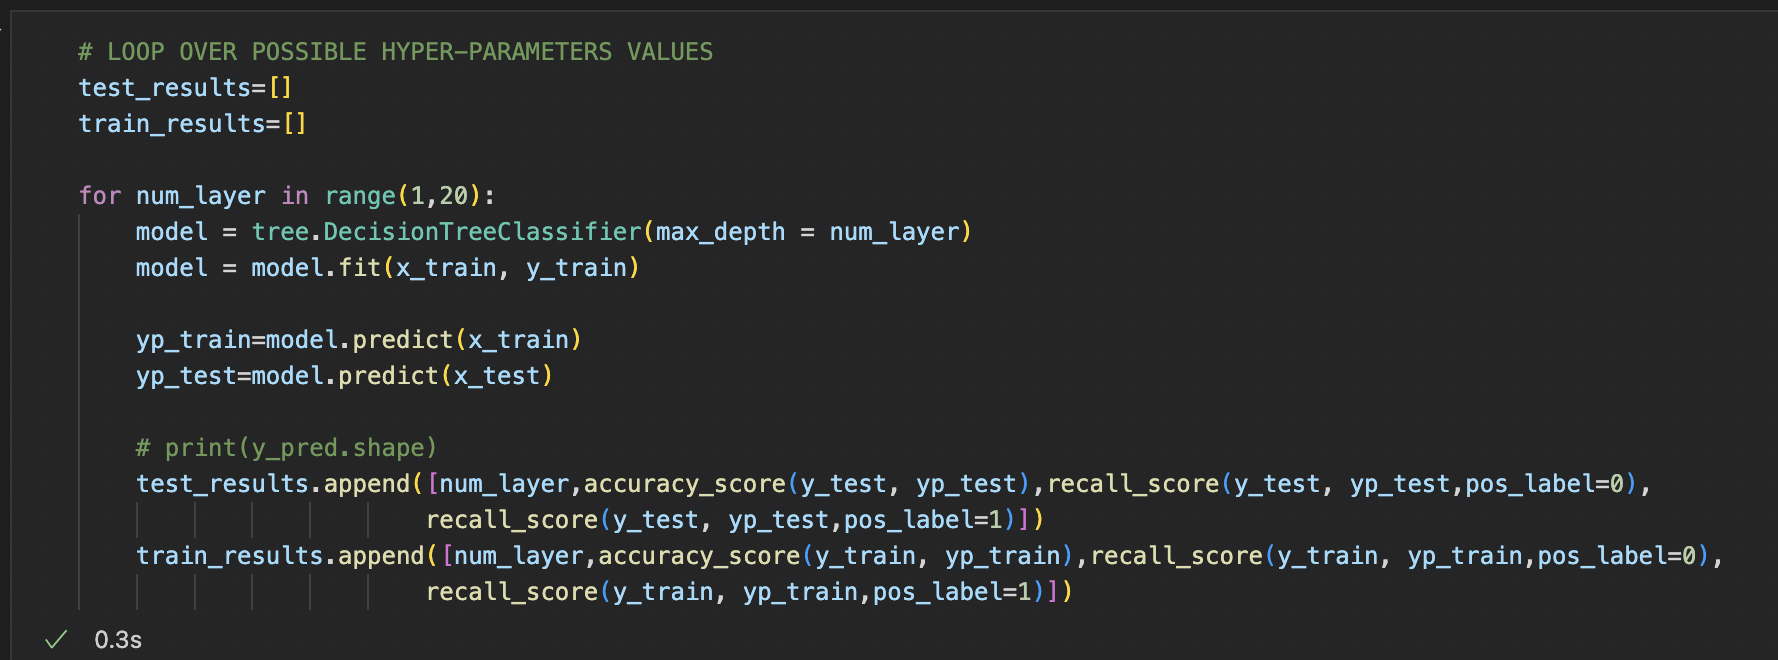 # LOOP OVER POSSIBLE HYPER-PARAMETERS VALUES
test_results=[]
train_results=[]
for num_layer in range(1,20):
model = tree.DecisionTreeClassifier(max_depth = num_layer)
model = model.fit(x_train, y_train)
yp_train=model.predict(x_train)
yp_test=model.predict(x_test)
# print(y_pred.shape)
test_results.append([num_layer,accuracy_score(y_test, yp_test),recall_score(y_test, yp_test,pos_label=0),
recall_score(y_test, yp_test,pos_label=1)])
train_results.append([num_layer,accuracy_score(y_train, yp_train),recall_score(y_train, yp_train,pos_label=0),
recall_score(y_train, yp_train,pos_label=1)])
0.3s